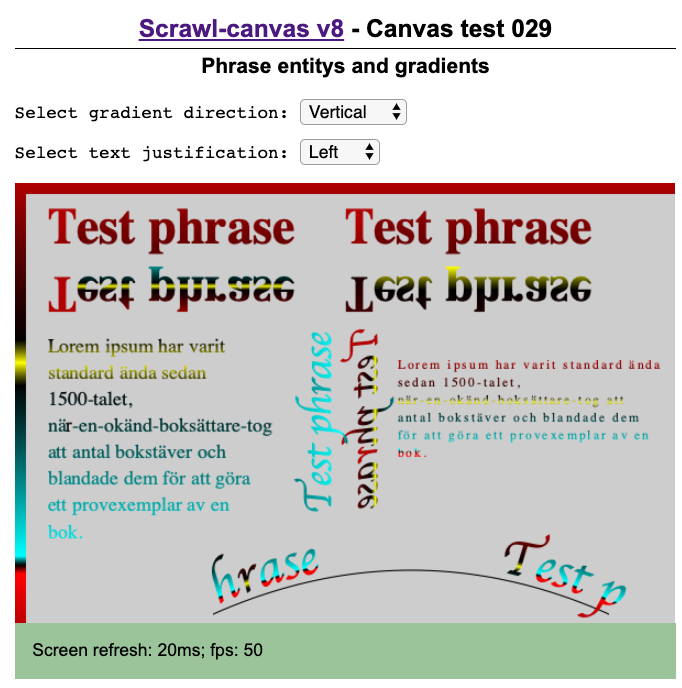 Scrawl-canvas v8 - Canvas test 029
Phrase entitys and gradients
Select gradient direction: Vertical
Select text justification: Left
Test phrase Test phrase
Test phrase Test phrase
Lorem ipsum har varit
standard ända sedan
1500-talet,
när-en-okänd-boksättare-tog
att antal bokstäver och
blandade dem för att göra
ett provexemplar av en
bok.
Test phrase
Test phrase
Lorem ipsum har varit standard ända
sedan 1500-talet,
när-en-okänd-boksättare-tog att
antal bokstäver och blandade dem
för att göra ett provexemplar av en
bok.
hrase Test p
Screen refresh: 20ms; fps: 50